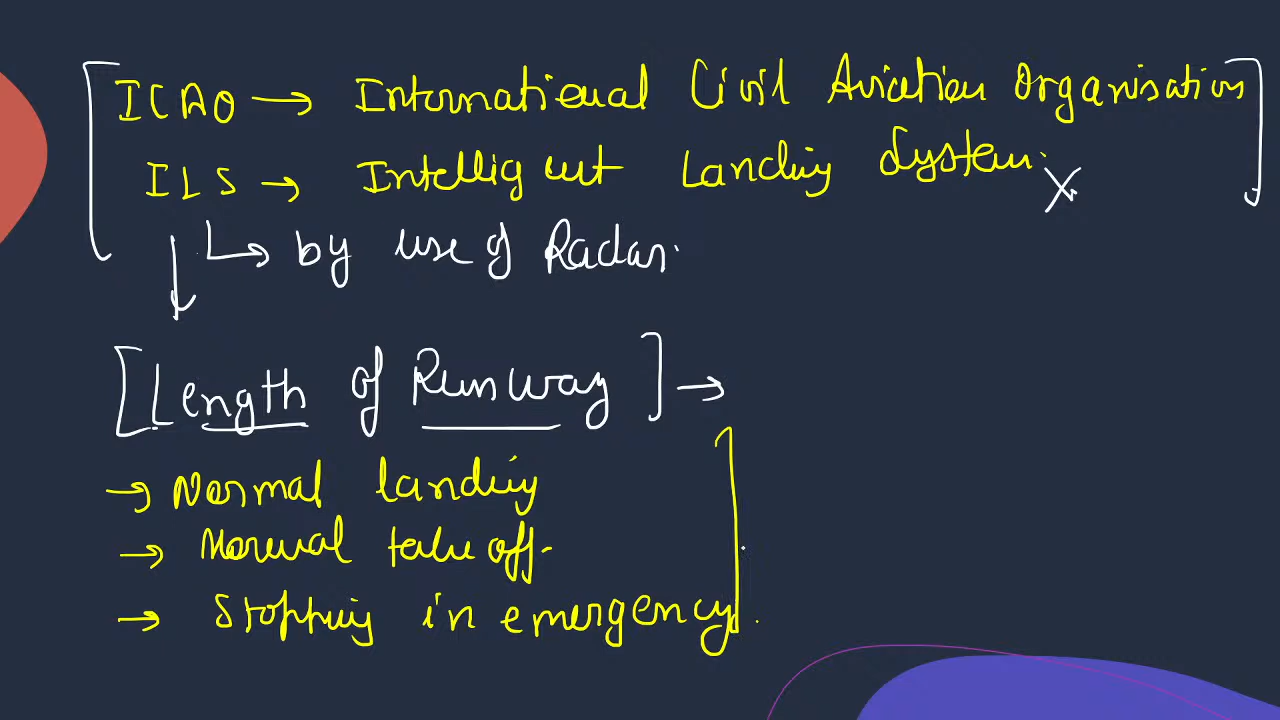 ICAO → International Civil Aviation Organisation
ILS → Intelligent Landing System. X
↳ by use of Radar.
[Length of Runway] →
→ Normal landing
→ Normal take off-
→ Stopping in emergency.